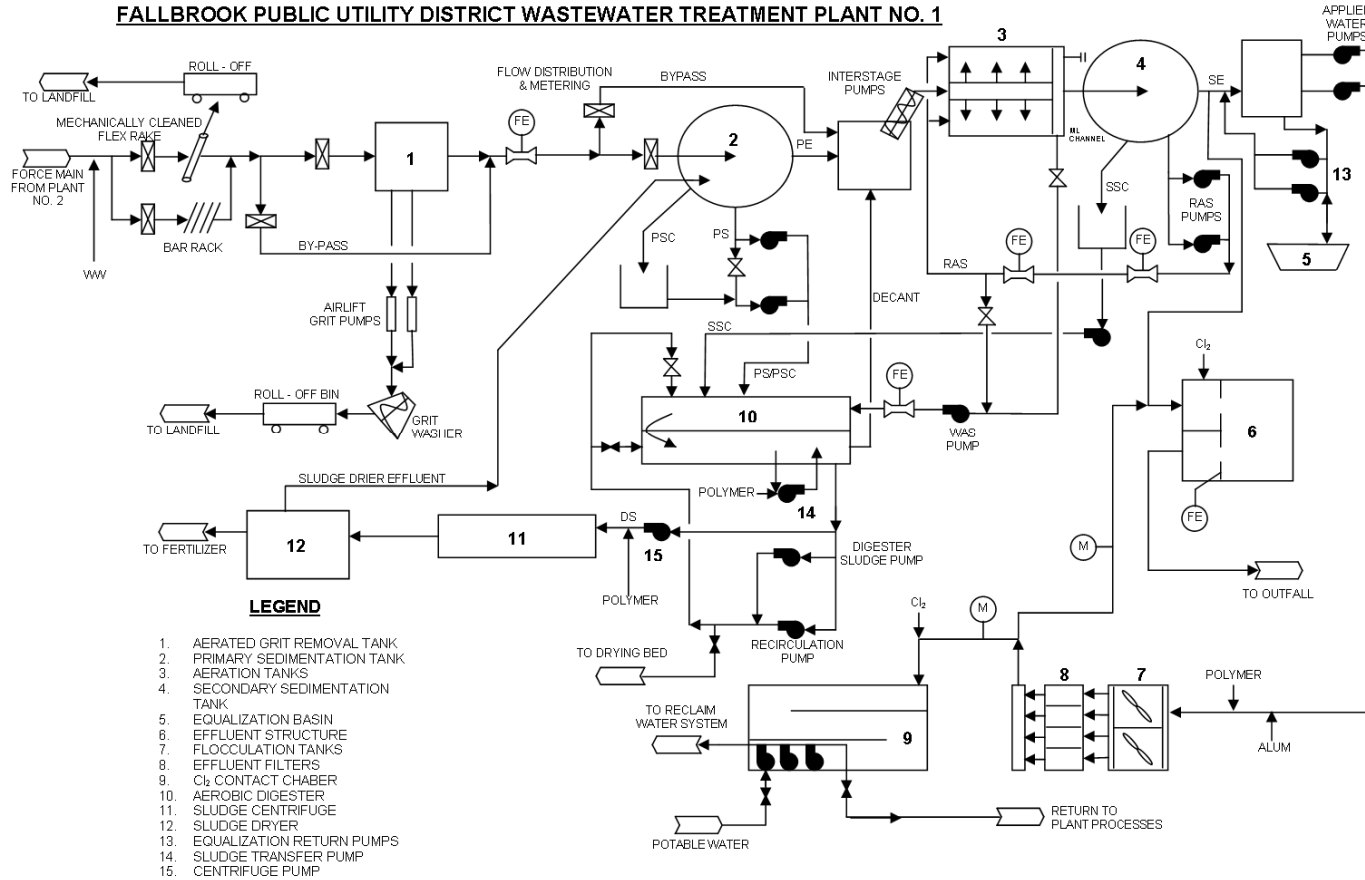 FALLBROOK PUBLIC UTILITY DISTRICT WASTEWATER TREATMENT PLANT NO. 1
APPLIE
WATER
PUMPS
ROLL - OFF
TO LANDFILL
MECHANICALLY CLEANED
FLEX RAKE
FORCE MAIN
FROM PLANT
NO. 2
WW
BAR RACK
BY-PASS
1
FE
FLOW DISTRIBUTION
& METERING
BYPASS
2
PE
INTERSTAGE
PUMPS
3
ML
CHANNEL
4
SE
13
5
SSC
RAS
PUMPS
FE
FE
RAS
PSC
PS
DECANT
AIRLIFT
GRIT PUMPS
SSC
PS/PSC
FE
Cl₂
ROLL - OFF BIN
TO LANDFILL
GRIT
WASHER
10
WAS
PUMP
6
FE
SLUDGE DRIER EFFLUENT
POLYMER
14
TO FERTILIZER
12
11
DS
15
POLYMER
DIGESTER
SLUDGE PUMP
M
TO OUTFALL
RECIRCULATION
PUMP
TO DRYING BED
Cl₂
M
TO RECLAIM
WATER SYSTEM
9
8
7
POLYMER
ALUM
POTABLE WATER
RETURN TO
PLANT PROCESSES
LEGEND
1. AERATED GRIT REMOVAL TANK
2. PRIMARY SEDIMENTATION TANK
3. AERATION TANKS
4. SECONDARY SEDIMENTATION
TANK
5. EQUALIZATION BASIN
6. EFFLUENT STRUCTURE
7. FLOCCULATION TANKS
8. EFFLUENT FILTERS
9. Cl₂ CONTACT CHABER
10. AEROBIC DIGESTER
11. SLUDGE CENTRIFUGE
12. SLUDGE DRYER
13. EQUALIZATION RETURN PUMPS
14. SLUDGE TRANSFER PUMP
15. CENTRIFUGE PUMP